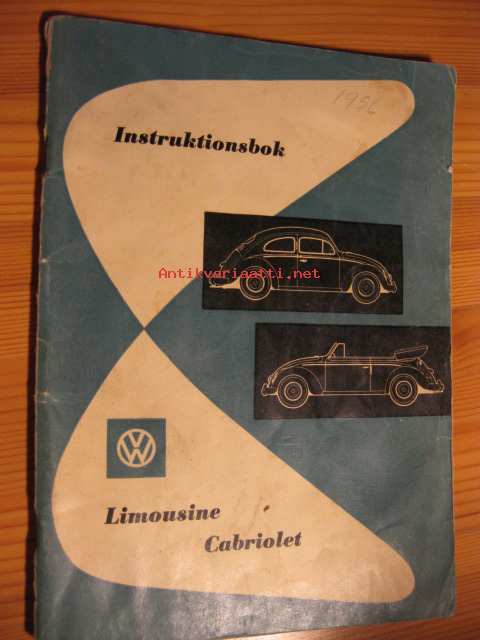 1956
Instruktionsbok
Antikvariaatti.net
VW
Limousine
Cabriolet